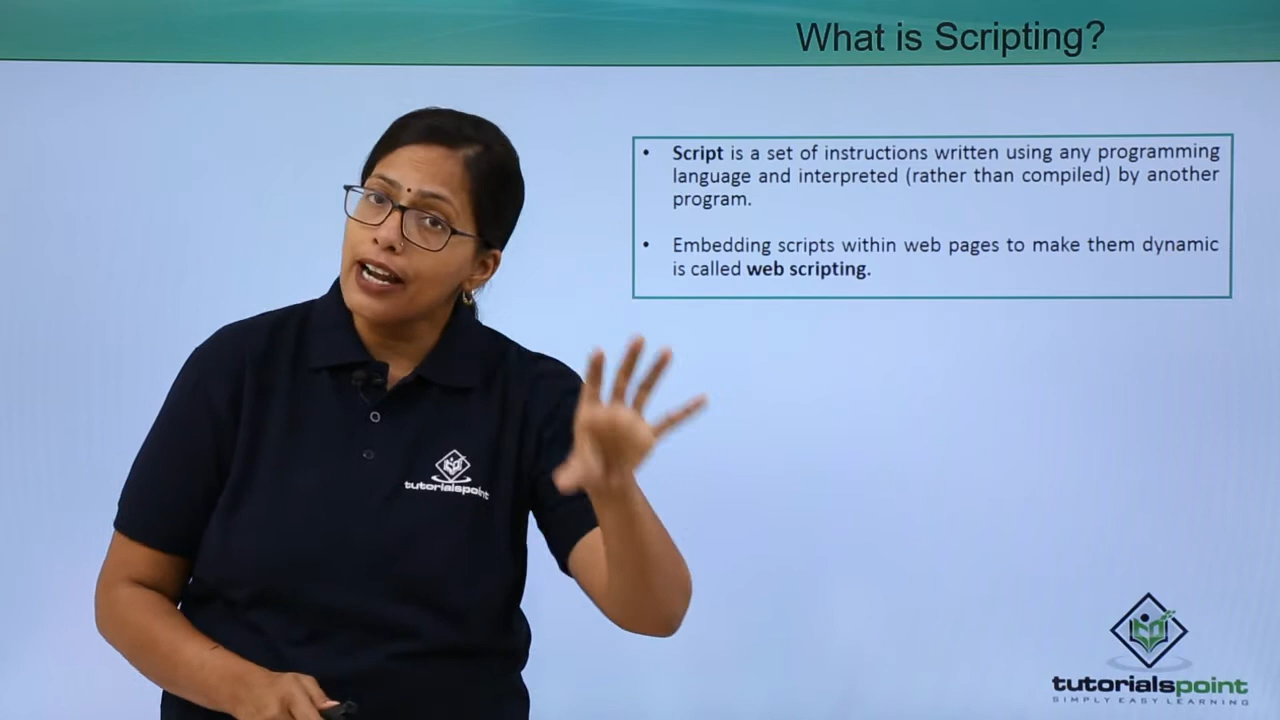 What is Scripting?
• Script is a set of instructions written using any programming
language and interpreted (rather than compiled) by another
program.
• Embedding scripts within web pages to make them dynamic
is called web scripting.
tutorialspoint
tutorialspoint
SIMPLY EASY LEARNING